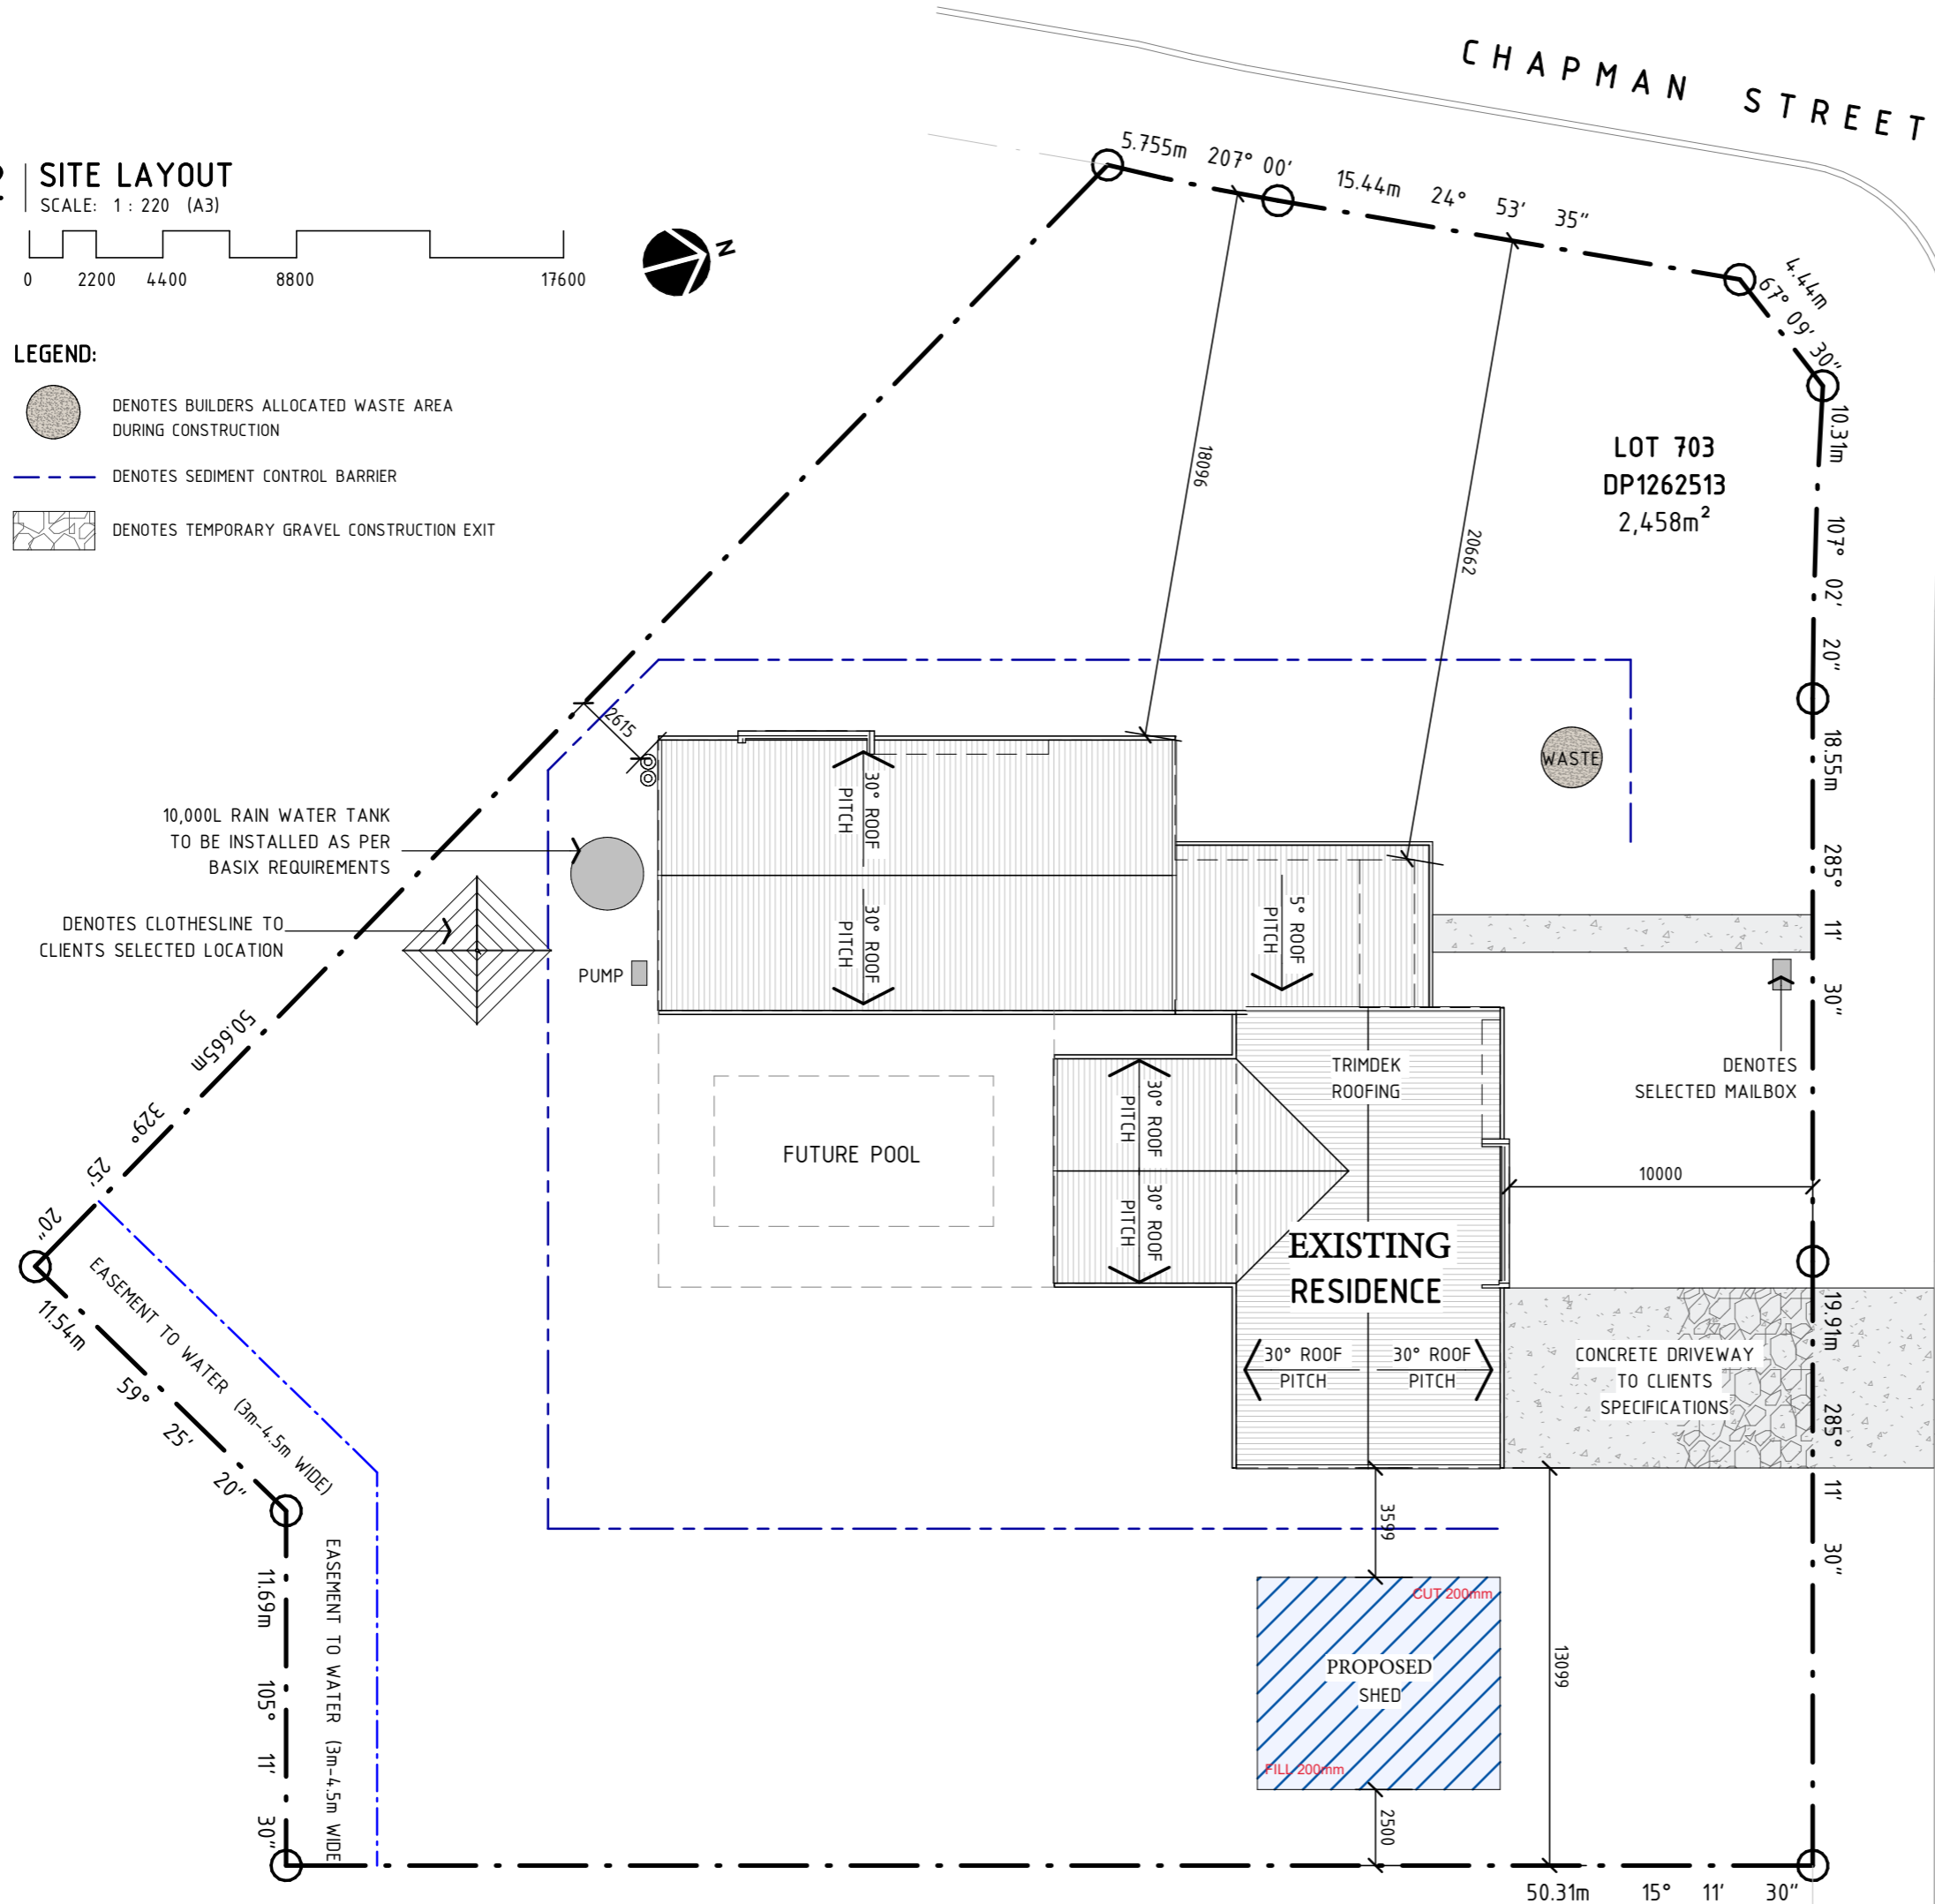 CHAPMAN STREET
SITE LAYOUT
SCALE: 1 : 220 (A3)
0 2200 4400 8800 17600
N
LEGEND:
DENOTES BUILDERS ALLOCATED WASTE AREA
DURING CONSTRUCTION
DENOTES SEDIMENT CONTROL BARRIER
DENOTES TEMPORARY GRAVEL CONSTRUCTION EXIT
5.755m 207° 00'
15.44m 24° 53' 35"
4.44m
67° 09' 30"
10.31m 107° 02' 20"
LOT 703
DP1262513
2,458m²
18096
20662
2615
WASTE
18.55m 285° 11' 30"
10,000L RAIN WATER TANK
TO BE INSTALLED AS PER
BASIX REQUIREMENTS
DENOTES CLOTHESLINE TO
CLIENTS SELECTED LOCATION
PUMP
30° ROOF
PITCH
30° ROOF
PITCH
5° ROOF
PITCH
TRIMDEK
ROOFING
DENOTES
SELECTED MAILBOX
10000
FUTURE POOL
30° ROOF
PITCH
30° ROOF
PITCH
EXISTING
RESIDENCE
30° ROOF
PITCH
30° ROOF
PITCH
CONCRETE DRIVEWAY
TO CLIENTS
SPECIFICATIONS
19.91m 285° 11' 30"
50.665m 329° 25' 20"
11.54m 59° 25' 20"
EASEMENT TO WATER (3m-4.5m WIDE)
11.69m 105° 11' 30"
EASEMENT TO WATER (3m-4.5m WIDE
3599
CUT 200mm
PROPOSED
SHED
FILL 200mm
13099
2500
50.31m 15° 11' 30"